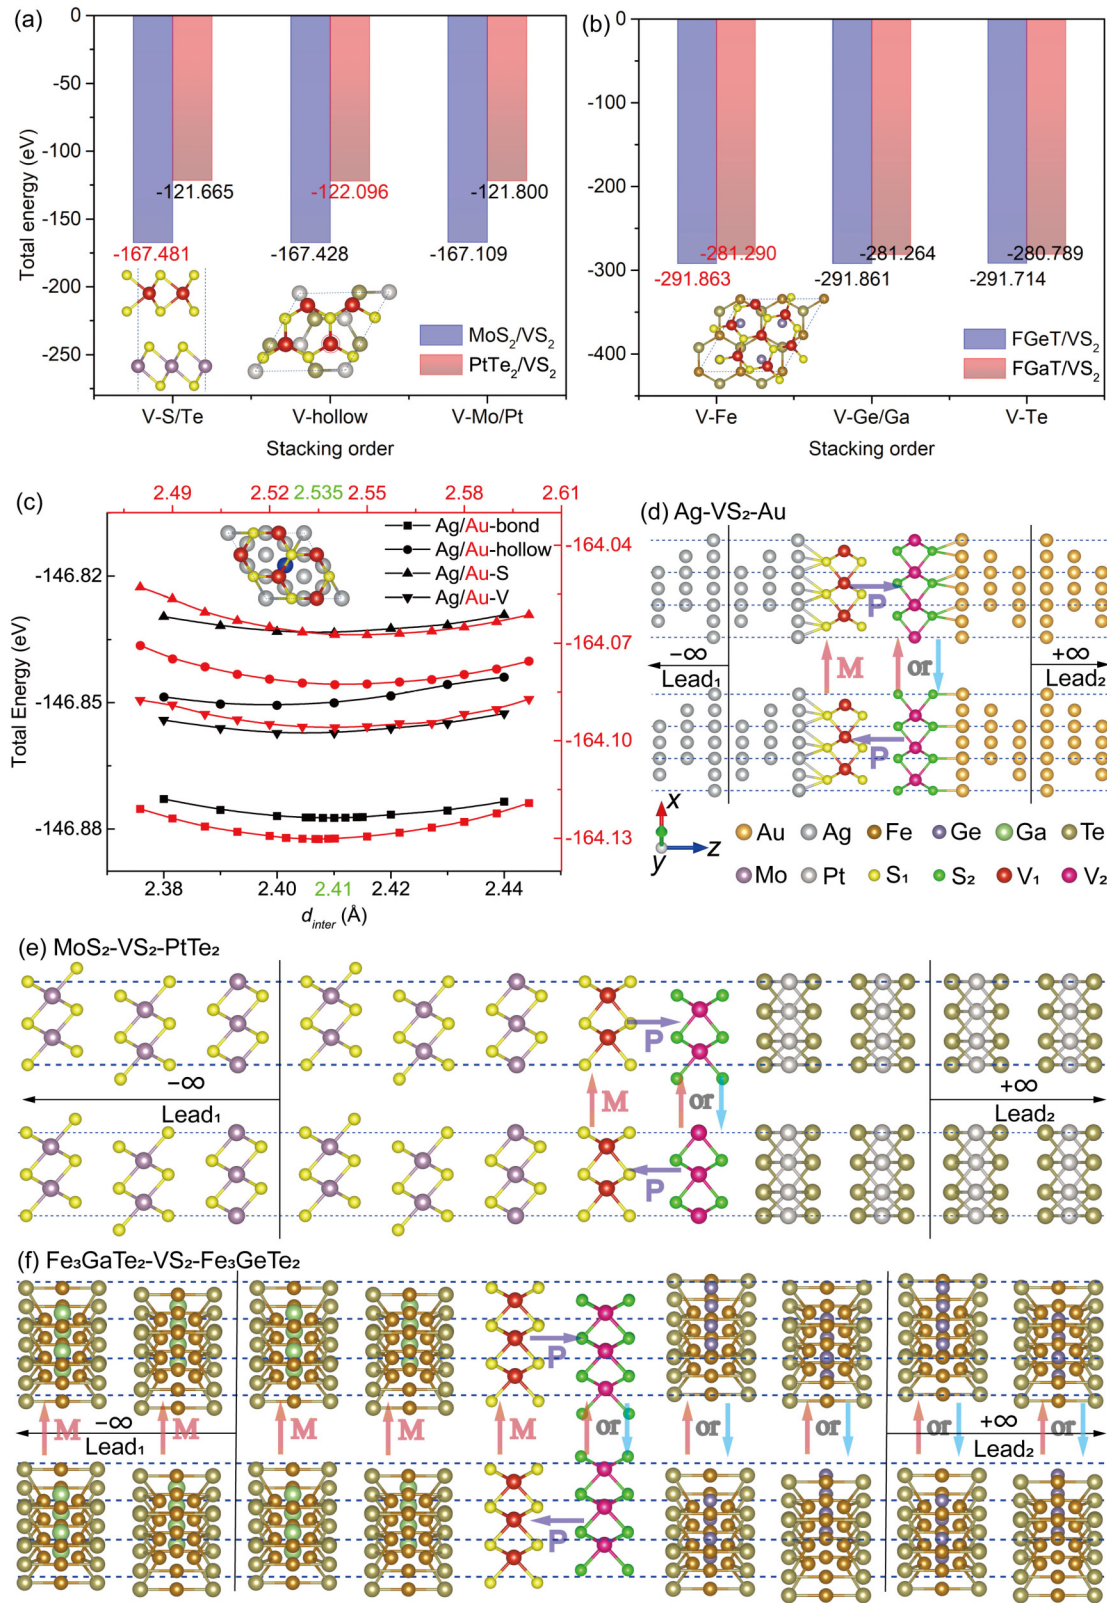 (a)
0
-50
-100
-150
-200
-250
Total energy (eV)
-121.665
-122.096
-121.800
-167.481
-167.428
-167.109
MoS₂/VS₂
PtTe₂/VS₂
V-S/Te
V-hollow
V-Mo/Pt
Stacking order
(b)
0
-100
-200
-300
-400
Total energy (eV)
-281.290
-281.264
-280.789
-291.863
-291.861
-291.714
FGeT/VS₂
FGaT/VS₂
V-Fe
V-Ge/Ga
V-Te
Stacking order
(c)
2.49
2.52
2.535
2.55
2.58
2.61
Ag/Au-bond
Ag/Au-hollow
Ag/Au-S
Ag/Au-V
-146.82
-146.85
-146.88
Total Energy (eV)
-164.04
-164.07
-164.10
-164.13
2.38
2.40
2.41
2.42
2.44
d_inter (Å)
(d) Ag-VS₂-Au
P
-∞
Lead₁
M
or
+∞
Lead₂
P
x
y
z
Au
Ag
Fe
Ge
Ga
Te
Mo
Pt
S₁
S₂
V₁
V₂
(e) MoS₂-VS₂-PtTe₂
P
-∞
Lead₁
M
or
+∞
Lead₂
P
(f) Fe₃GaTe₂-VS₂-Fe₃GeTe₂
P
M
-∞
M
M
M
M
or
or
or
or
+∞
or
Lead₁
Lead₂
P